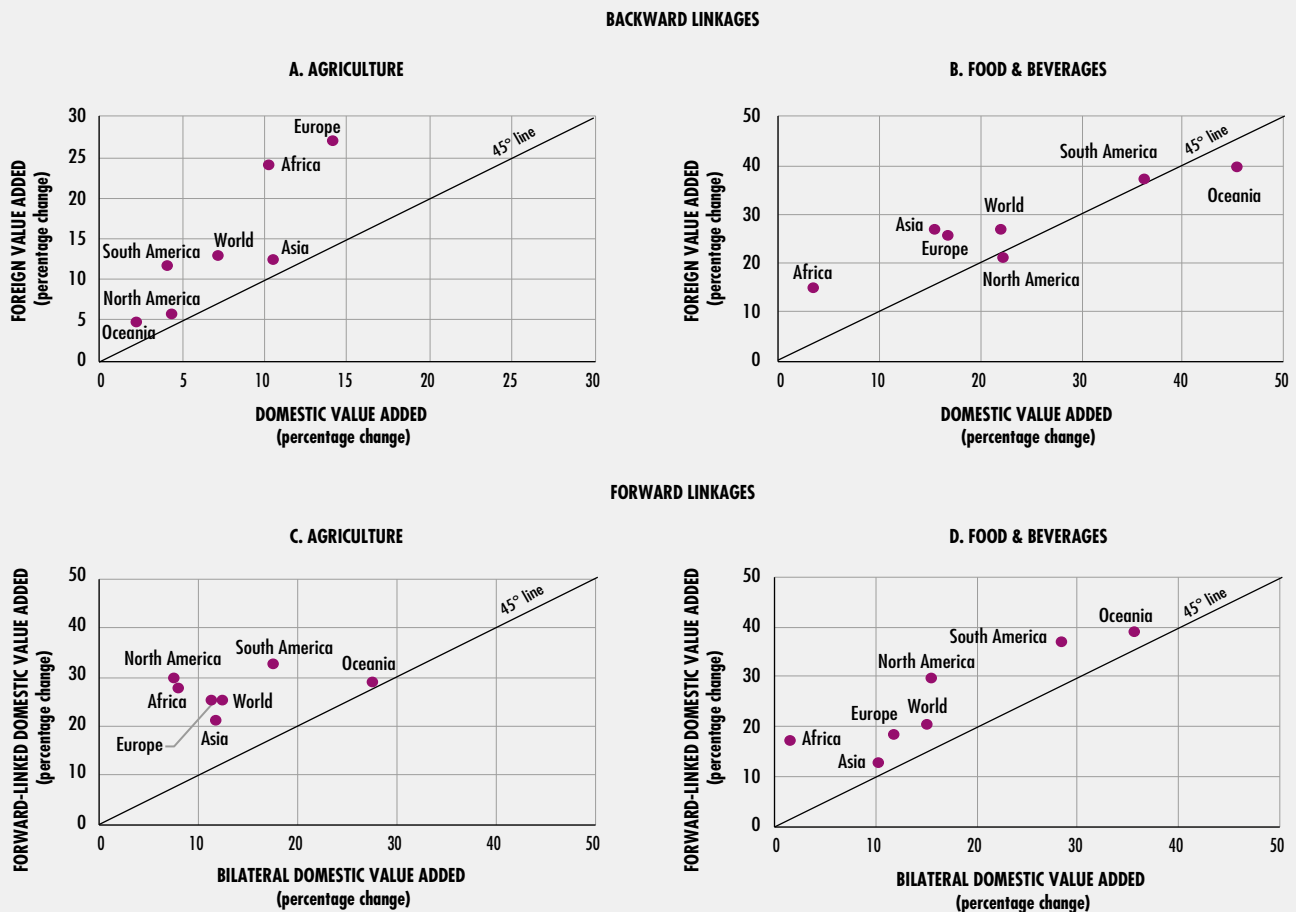 BACKWARD LINKAGES
A. AGRICULTURE
FOREIGN VALUE ADDED
(percentage change)
30
25
20
15
10
5
0
Europe
Africa
45° line
South America
World
Asia
North America
Oceania
0 5 10 15 20 25 30
DOMESTIC VALUE ADDED
(percentage change)
B. FOOD & BEVERAGES
FOREIGN VALUE ADDED
(percentage change)
50
40
30
20
10
0
South America
45° line
Oceania
Asia
World
Europe
North America
Africa
0 10 20 30 40 50
DOMESTIC VALUE ADDED
(percentage change)
FORWARD LINKAGES
C. AGRICULTURE
FORWARD-LINKED DOMESTIC VALUE ADDED
(percentage change)
50
40
30
20
10
0
45° line
North America
South America
Oceania
Africa
World
Europe
Asia
0 10 20 30 40 50
BILATERAL DOMESTIC VALUE ADDED
(percentage change)
D. FOOD & BEVERAGES
FORWARD-LINKED DOMESTIC VALUE ADDED
(percentage change)
50
40
30
20
10
0
Oceania
45° line
South America
North America
Europe
World
Africa
Asia
0 10 20 30 40 50
BILATERAL DOMESTIC VALUE ADDED
(percentage change)